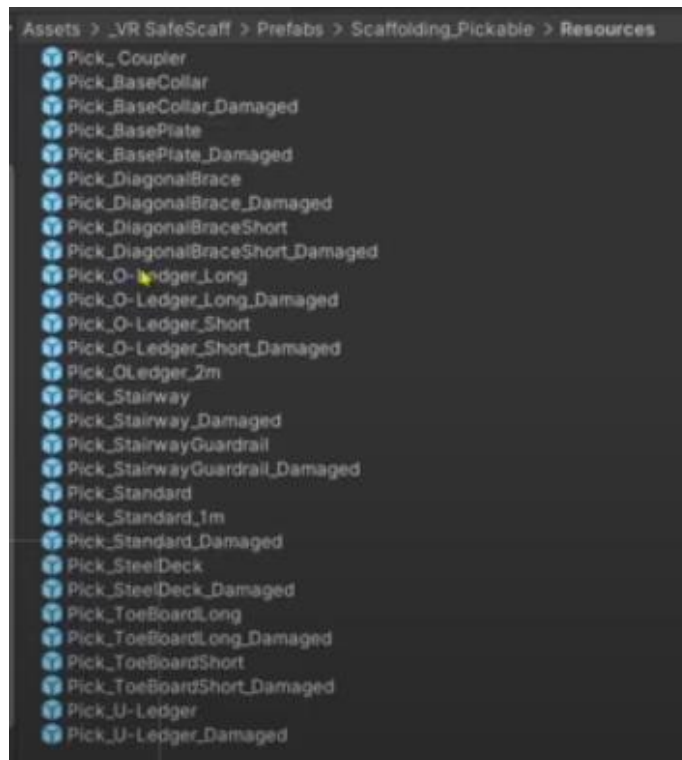 Assets > _VR SafeScaff > Prefabs > Scaffolding_Pickable > Resources
Pick_ Coupler
Pick_BaseCollar
Pick_BaseCollar_Damaged
Pick_BasePlate
Pick_BasePlate_Damaged
Pick_DiagonalBrace
Pick_DiagonalBrace_Damaged
Pick_DiagonalBraceShort
Pick_DiagonalBraceShort_Damaged
Pick_O-Ledger_Long
Pick_O-Ledger_Long_Damaged
Pick_O-Ledger_Short
Pick_O-Ledger_Short_Damaged
Pick_OLedger_2m
Pick_Stairway
Pick_Stairway_Damaged
Pick_StairwayGuardrail
Pick_StairwayGuardrail_Damaged
Pick_Standard
Pick_Standard_1m
Pick_Standard_Damaged
Pick_SteelDeck
Pick_SteelDeck_Damaged
Pick_ToeBoardLong
Pick_ToeBoardLong_Damaged
Pick_ToeBoardShort
Pick_ToeBoardShort_Damaged
Pick_U-Ledger
Pick_U-Ledger_Damaged